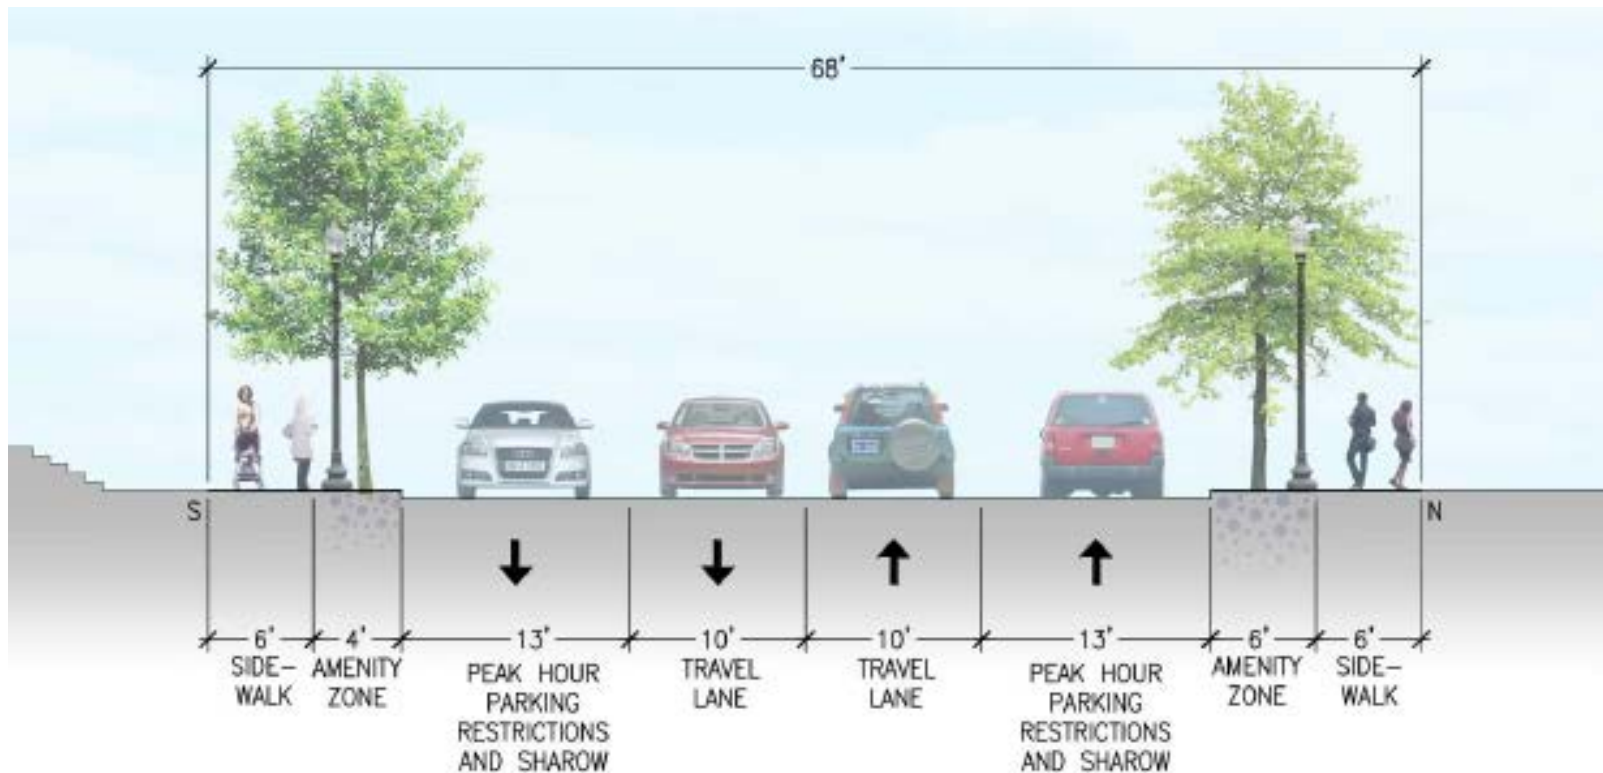 68'
S
N
6'
4'
13'
10'
10'
13'
6'
6'
SIDE-
WALK
AMENITY
ZONE
PEAK HOUR
PARKING
RESTRICTIONS
AND SHAROW
TRAVEL
LANE
TRAVEL
LANE
PEAK HOUR
PARKING
RESTRICTIONS
AND SHAROW
AMENITY
ZONE
SIDE-
WALK